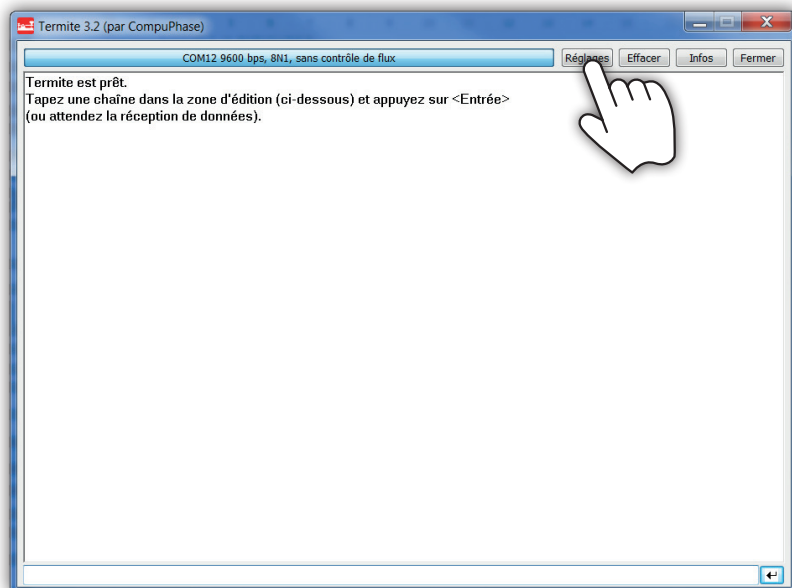 Termite 3.2 (par CompuPhase)
COM12 9600 bps, 8N1, sans contrôle de flux
Réglages
Effacer
Infos
Fermer
Termite est prêt.
Tapez une chaîne dans la zone d'édition (ci-dessous) et appuyez sur <Entrée>
(ou attendez la réception de données).